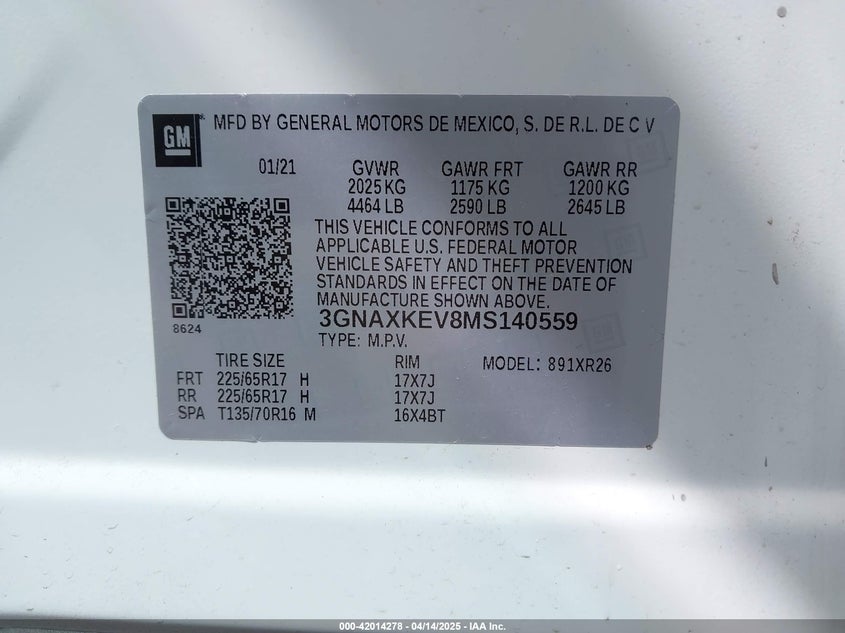 GM MFD BY GENERAL MOTORS DE MEXICO, S. DE R.L. DE C V
01/21 GVWR GAWR FRT GAWR RR
2025 KG 1175 KG 1200 KG
4464 LB 2590 LB 2645 LB
THIS VEHICLE CONFORMS TO ALL
APPLICABLE U.S. FEDERAL MOTOR
VEHICLE SAFETY AND THEFT PREVENTION
STANDARDS IN EFFECT ON THE DATE OF
MANUFACTURE SHOWN ABOVE.
8624
3GNAXKEV8MS140559
TYPE: M.P.V.
TIRE SIZE RIM MODEL: 891XR26
FRT 225/65R17 H 17X7J
RR 225/65R17 H 17X7J
SPA T135/70R16 M 16X4BT
000-42014278 - 04/14/2025 - IAA Inc.